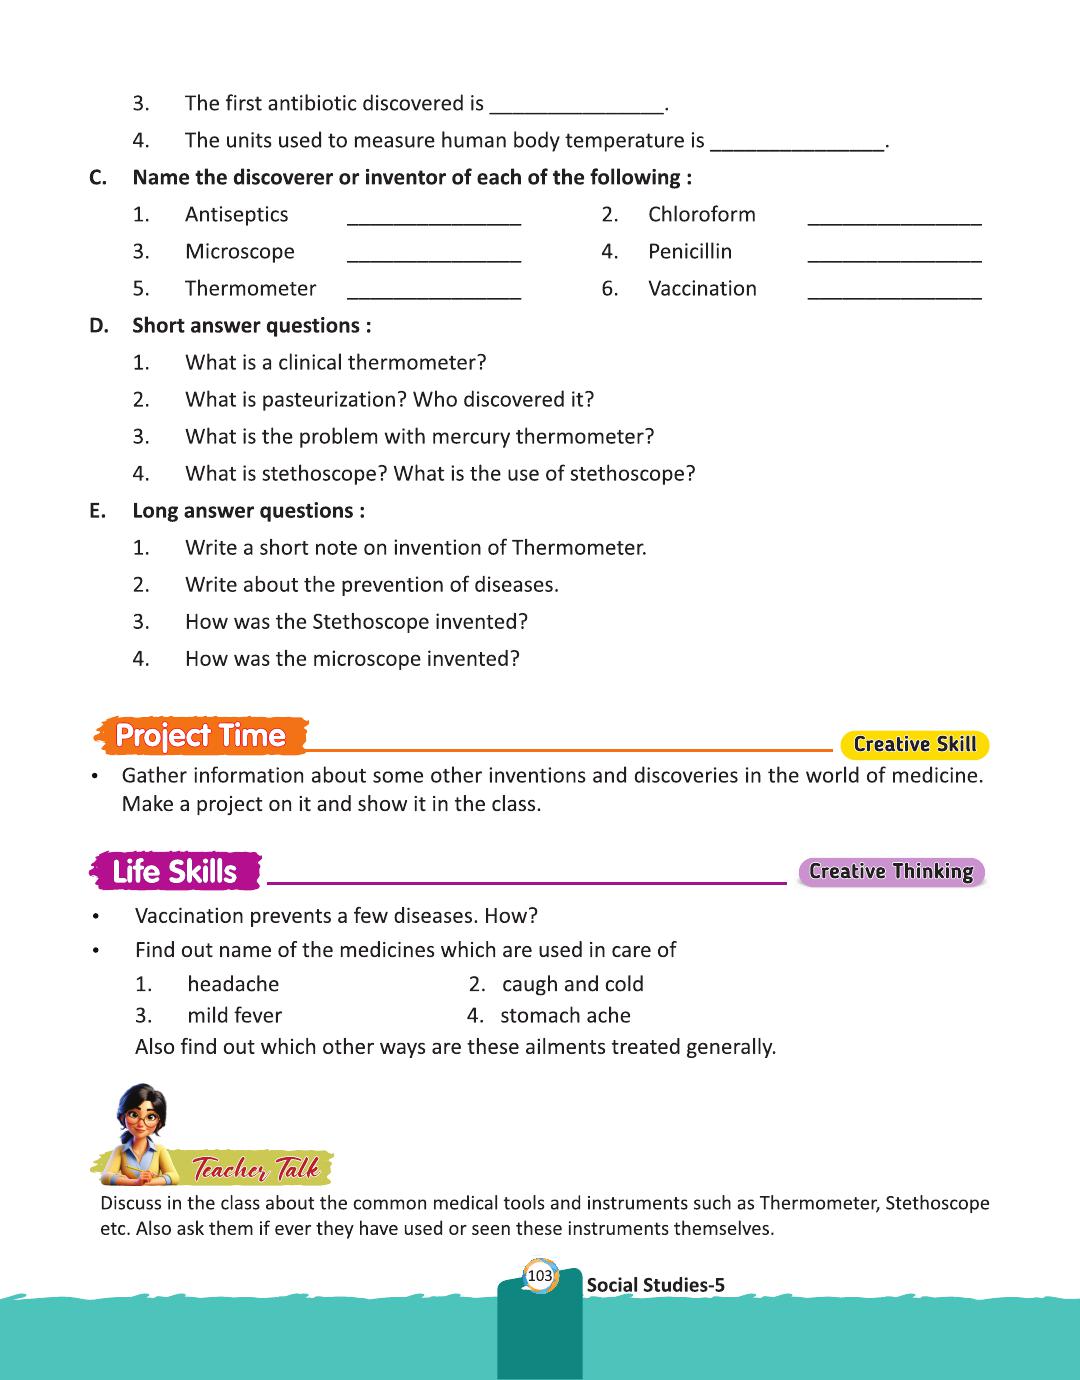 3. The first antibiotic discovered is _______________.
4. The units used to measure human body temperature is _______________.
C. Name the discoverer or inventor of each of the following :
1. Antiseptics _______________ 2. Chloroform _______________
3. Microscope _______________ 4. Penicillin _______________
5. Thermometer _______________ 6. Vaccination _______________
D. Short answer questions :
1. What is a clinical thermometer?
2. What is pasteurization? Who discovered it?
3. What is the problem with mercury thermometer?
4. What is stethoscope? What is the use of stethoscope?
E. Long answer questions :
1. Write a short note on invention of Thermometer.
2. Write about the prevention of diseases.
3. How was the Stethoscope invented?
4. How was the microscope invented?
Project Time
Creative Skill
• Gather information about some other inventions and discoveries in the world of medicine.
Make a project on it and show it in the class.
Life Skills
Creative Thinking
• Vaccination prevents a few diseases. How?
• Find out name of the medicines which are used in care of
1. headache 2. caugh and cold
3. mild fever 4. stomach ache
Also find out which other ways are these ailments treated generally.
Teacher Talk
Discuss in the class about the common medical tools and instruments such as Thermometer, Stethoscope
etc. Also ask them if ever they have used or seen these instruments themselves.
103 Social Studies-5